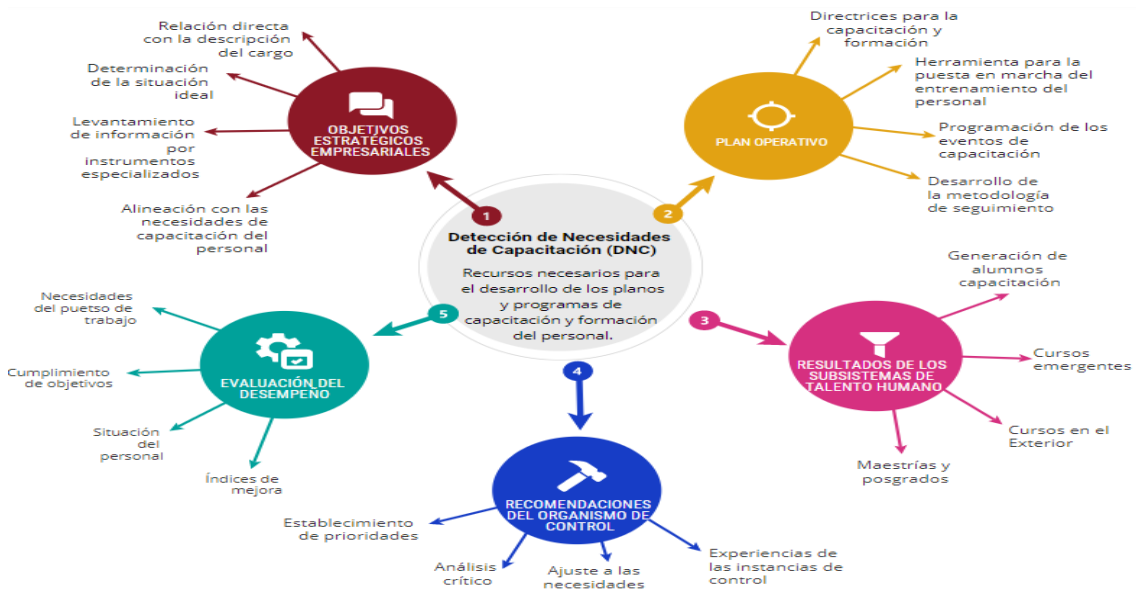 Detección de Necesidades
de Capacitación (DNC)
Recursos necesarios para
el desarrollo de los planos
y programas de
capacitación y formación
del personal.
1
OBJETIVOS
ESTRATÉGICOS
EMPRESARIALES
Relación directa
con la descripción
del cargo
Determinación
de la situación
ideal
Levantamiento
de información
por
instrumentos
especializados
Alineación con las
necesidades de
capacitación del
personal
2
PLAN OPERATIVO
Directrices para la
capacitación y
formación
Herramienta para la
puesta en marcha del
entrenamiento del
personal
Programación de los
eventos de
capacitación
Desarrollo de
la metodología
de seguimiento
3
RESULTADOS DE LOS
SUBSISTEMAS DE
TALENTO HUMANO
Generación de
alumnos
capacitación
Cursos
emergentes
Cursos en el
Exterior
Maestrías y
posgrados
4
RECOMENDACIONES
DEL ORGANISMO DE
CONTROL
Establecimiento
de prioridades
Análisis
crítico
Ajuste a las
necesidades
Experiencias de
las instancias de
control
5
EVALUACIÓN DEL
DESEMPEÑO
Necesidades
del puetso de
trabajo
Cumplimiento
de objetivos
Situación
del
personal
Índices de
mejora